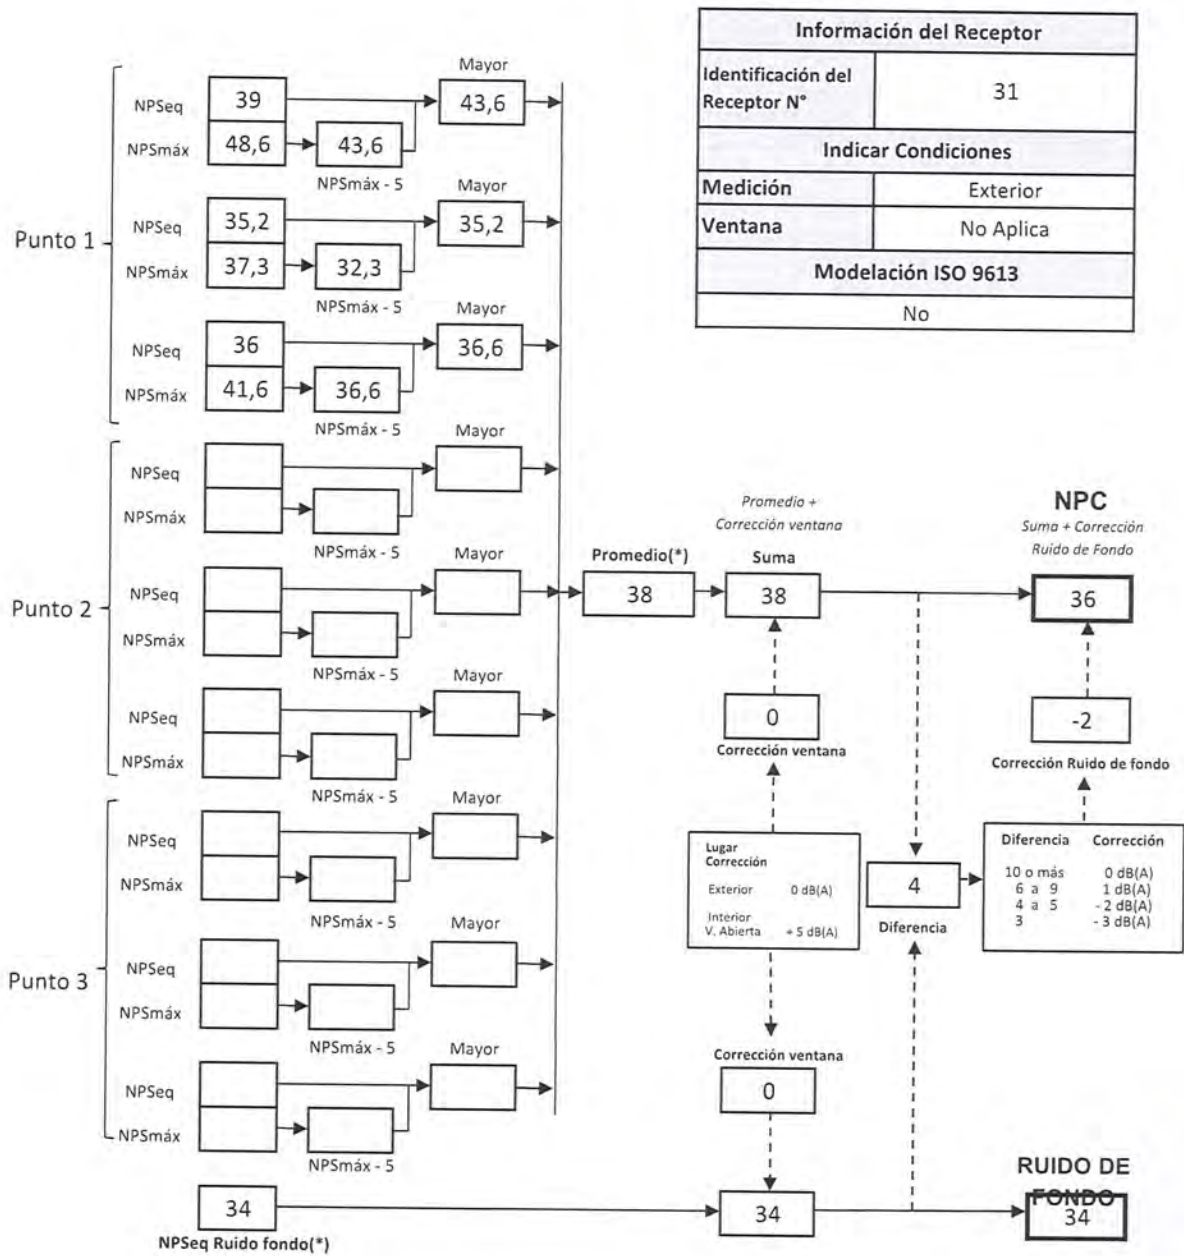 Información del Receptor
Identificación del Receptor N° 31
Indicar Condiciones
Medición Exterior
Ventana No Aplica
Modelación ISO 9613
No
Punto 1
Mayor
NPSeq 39 43,6
NPSmáx 48,6 43,6
NPSmáx - 5
Mayor
NPSeq 35,2 35,2
NPSmáx 37,3 32,3
NPSmáx - 5
Mayor
NPSeq 36 36,6
NPSmáx 41,6 36,6
NPSmáx - 5
Punto 2
Mayor
NPSeq
NPSmáx
NPSmáx - 5
Mayor
NPSeq
NPSmáx
NPSmáx - 5
Mayor
NPSeq
NPSmáx
NPSmáx - 5
Punto 3
Mayor
NPSeq
NPSmáx
NPSmáx - 5
Mayor
NPSeq
NPSmáx
NPSmáx - 5
Mayor
NPSeq
NPSmáx
NPSmáx - 5
Promedio(*)
38
Promedio +
Corrección ventana
Suma
38
NPC
Suma + Corrección
Ruido de Fondo
36
0
Corrección ventana
-2
Corrección Ruido de fondo
Lugar
Corrección
Exterior 0 dB(A)
Interior
V. Abierta + 5 dB(A)
4
Diferencia
Diferencia Corrección
10 o más 0 dB(A)
6 a 9 1 dB(A)
4 a 5 - 2 dB(A)
3 - 3 dB(A)
Corrección ventana
0
34
NPSeq Ruido fondo(*)
34
RUIDO DE
FONDO
34